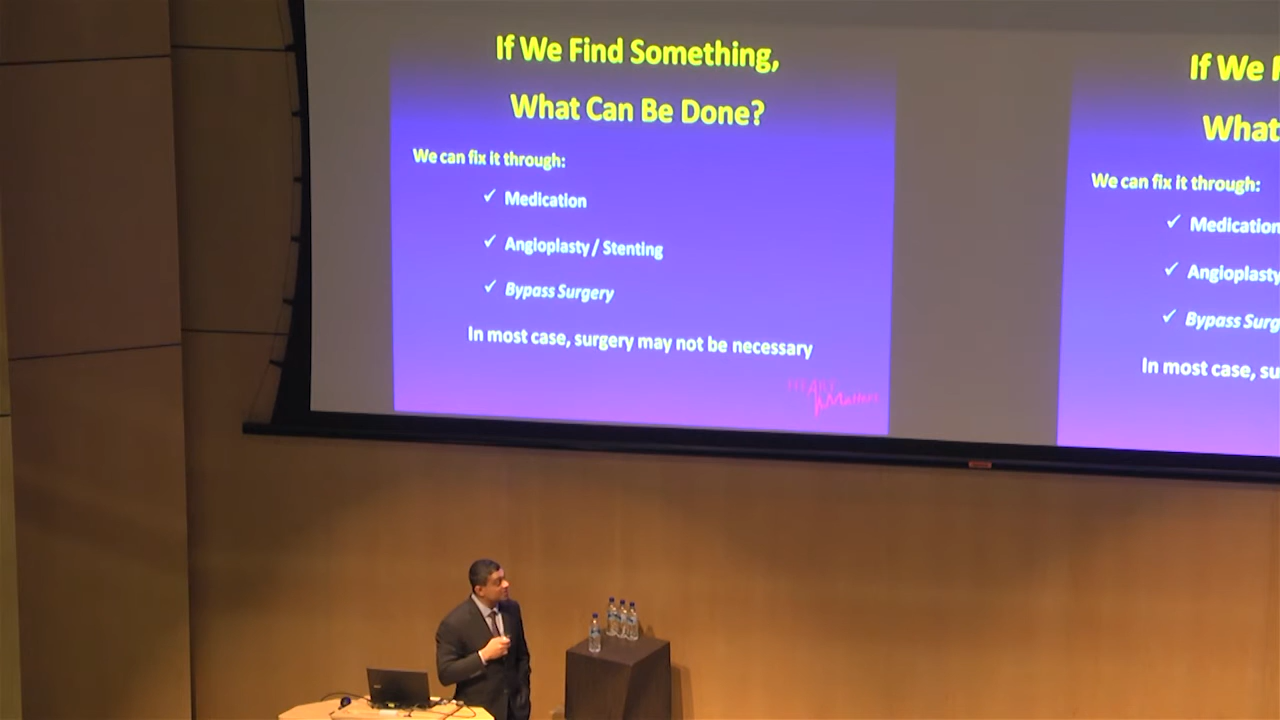 If We Find Something,
What Can Be Done?
We can fix it through:
✓ Medication
✓ Angioplasty / Stenting
✓ Bypass Surgery
In most case, surgery may not be necessary
HEART
Matters
If We
What
We can fix it through:
✓ Medication
✓ Angioplasty
✓ Bypass Surg
In most case, su